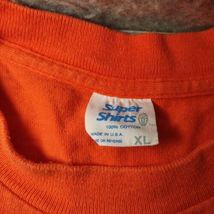 Super
Shirts
100% COTTON
MADE IN U.S.A.
XL